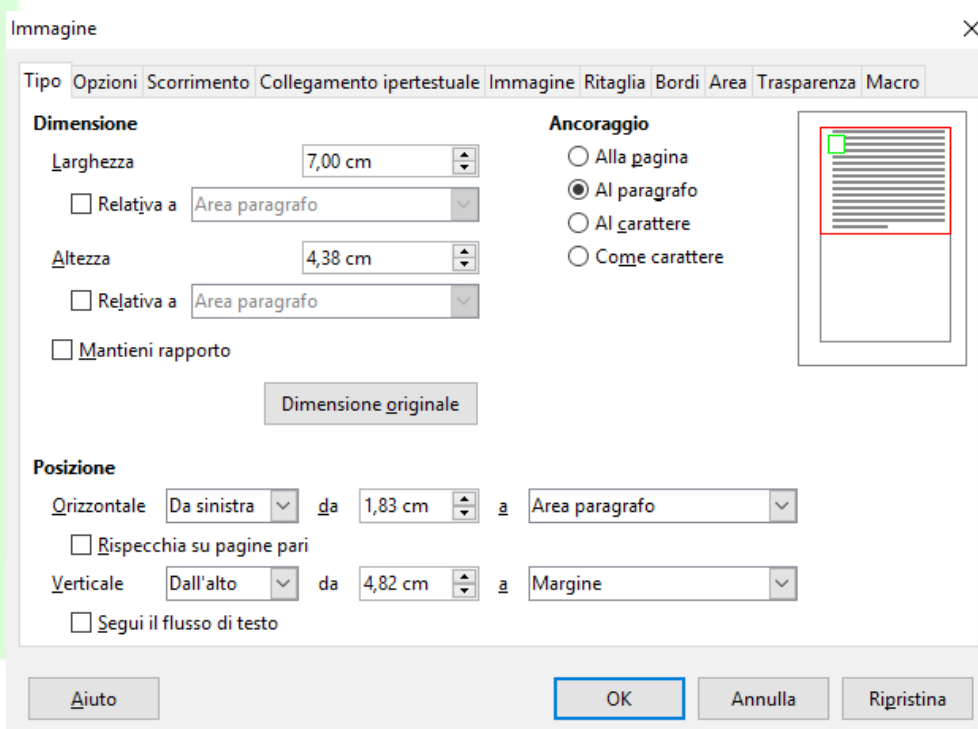 Immagine
Tipo Opzioni Scorrimento Collegamento ipertestuale Immagine Ritaglia Bordi Area Trasparenza Macro
Dimensione
Larghezza 7,00 cm
Relativa a Area paragrafo
Altezza 4,38 cm
Relativa a Area paragrafo
Mantieni rapporto
Dimensione originale
Ancoraggio
Alla pagina
Al paragrafo
Al carattere
Come carattere
Posizione
Orizzontale Da sinistra da 1,83 cm a Area paragrafo
Rispecchia su pagine pari
Verticale Dall'alto da 4,82 cm a Margine
Segui il flusso di testo
Aiuto OK Annulla Ripristina